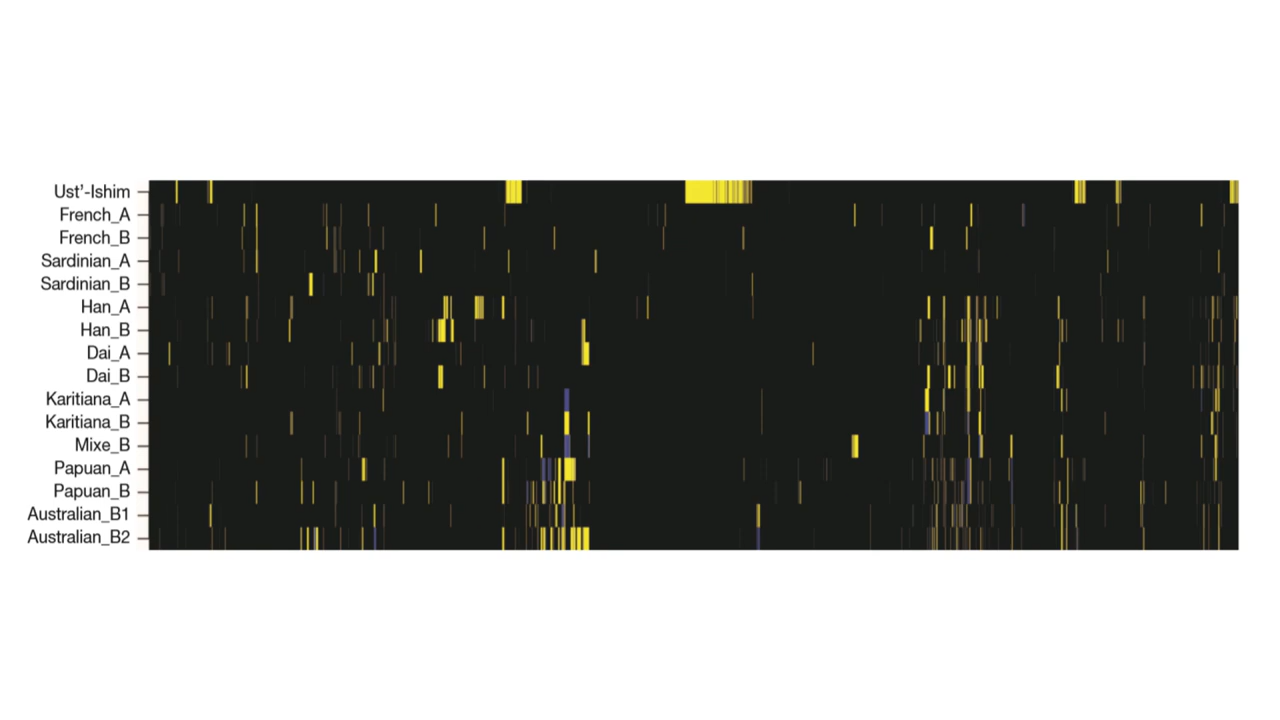 Ust’-Ishim
French_A
French_B
Sardinian_A
Sardinian_B
Han_A
Han_B
Dai_A
Dai_B
Karitiana_A
Karitiana_B
Mixe_B
Papuan_A
Papuan_B
Australian_B1
Australian_B2